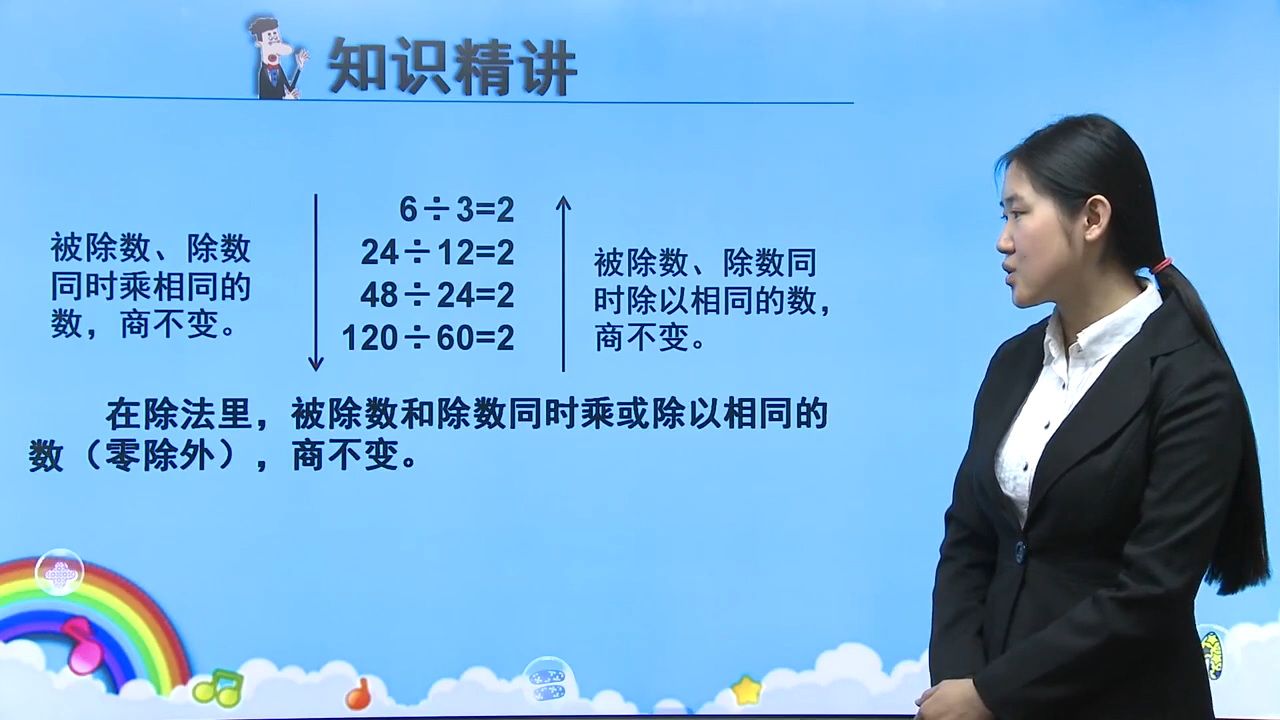 知识精讲
被除数、除数
同时乘相同的
数，商不变。
6÷3=2
24÷12=2
48÷24=2
120÷60=2
被除数、除数同
时除以相同的数，
商不变。
在除法里，被除数和除数同时乘或除以相同的
数（零除外），商不变。